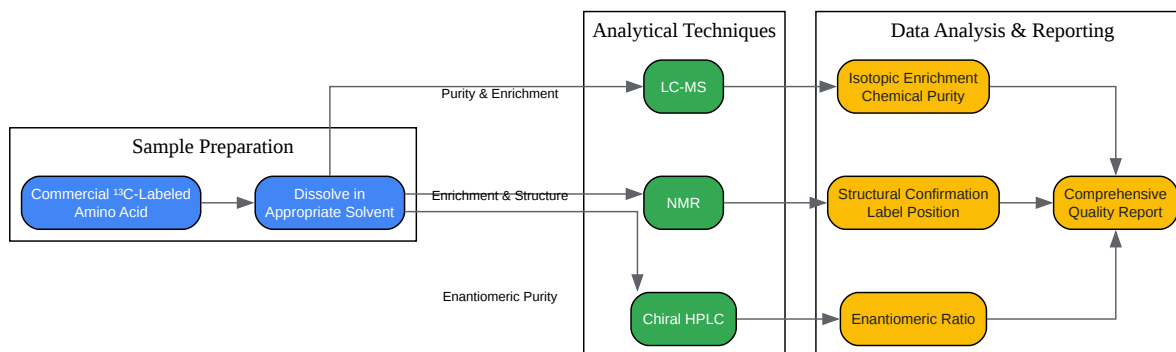 Sample Preparation
Commercial ¹³C-Labeled
Amino Acid
Dissolve in
Appropriate Solvent
Purity & Enrichment
Enrichment & Structure
Enantiomeric Purity
Analytical Techniques
LC-MS
NMR
Chiral HPLC
Data Analysis & Reporting
Isotopic Enrichment
Chemical Purity
Structural Confirmation
Label Position
Enantiomeric Ratio
Comprehensive
Quality Report